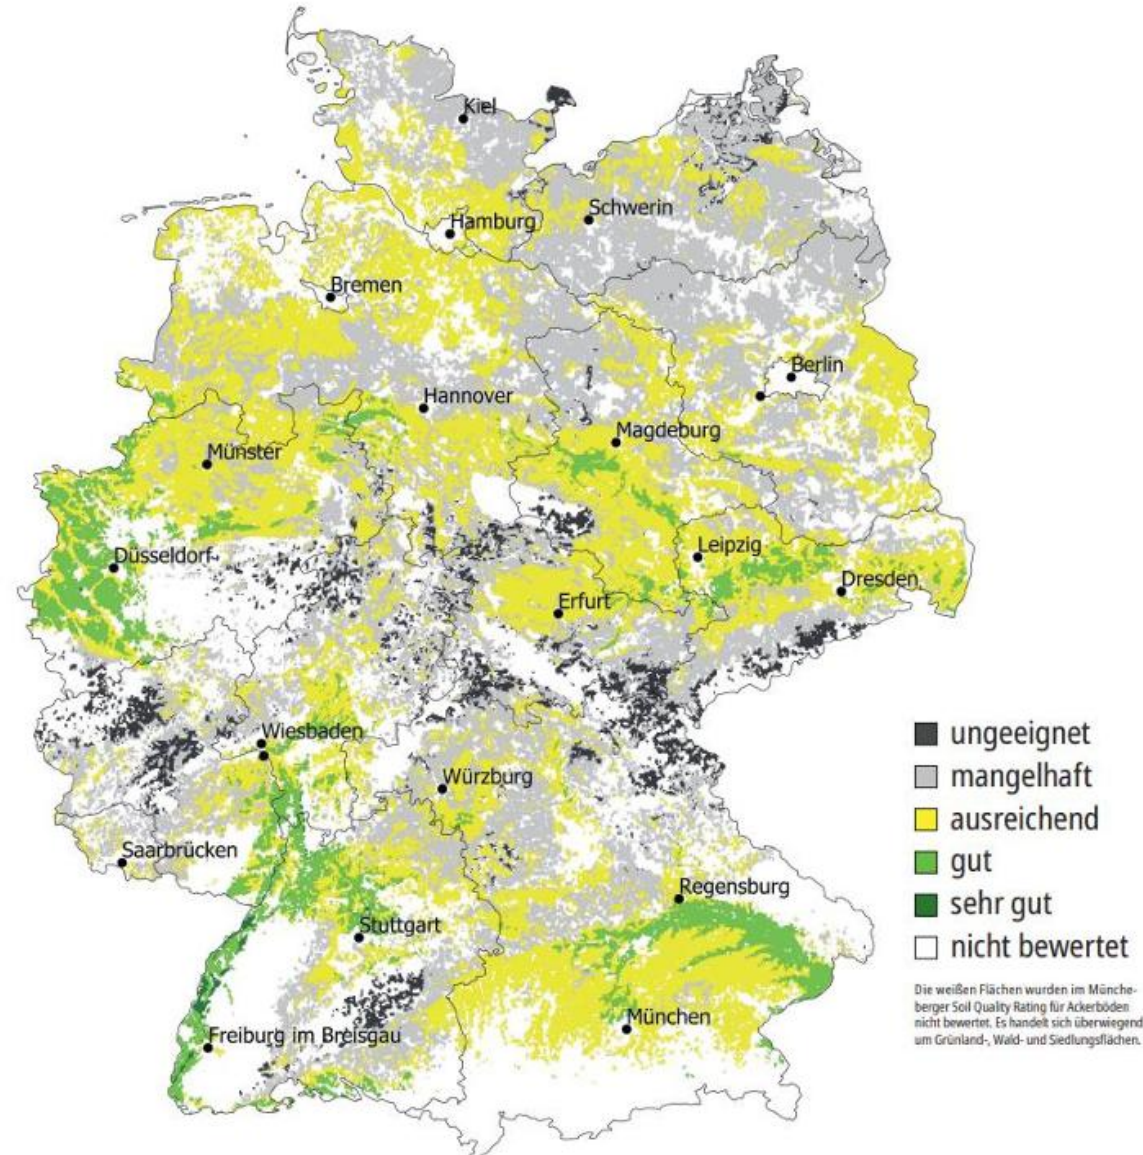 Kiel
Schwerin
Hamburg
Bremen
Berlin
Hannover
Magdeburg
Münster
Leipzig
Düsseldorf
Dresden
Erfurt
Wiesbaden
Würzburg
Saarbrücken
Regensburg
Stuttgart
München
Freiburg im Breisgau
ungeeignet
mangelhaft
ausreichend
gut
sehr gut
nicht bewertet
Die weißen Flächen wurden im Münche-
berger Soil Quality Rating für Ackerböden
nicht bewertet. Es handelt sich überwiegend
um Grünland-, Wald- und Siedlungsflächen.